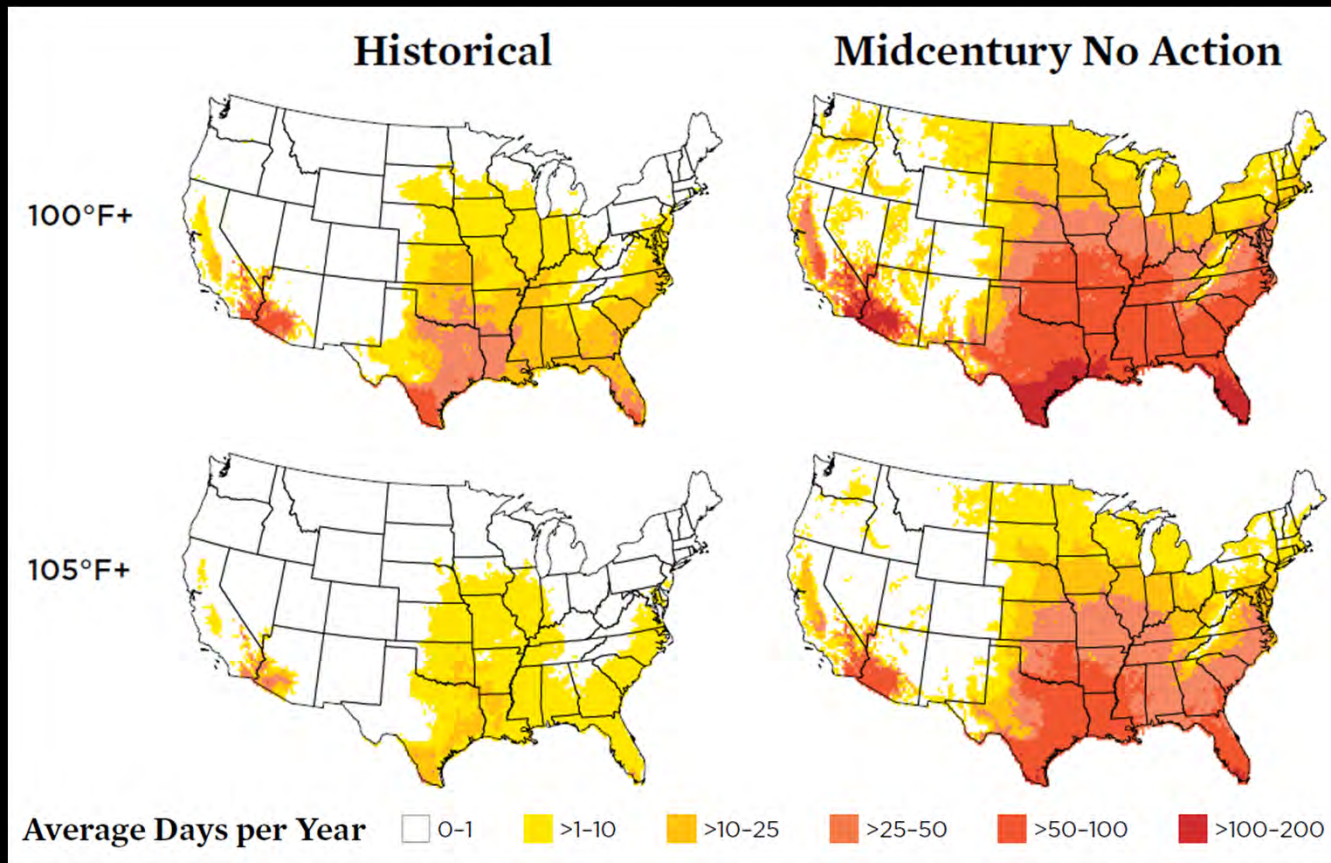 Historical
Midcentury No Action
100°F+
105°F+
Average Days per Year
0–1
>1–10
>10–25
>25–50
>50–100
>100–200